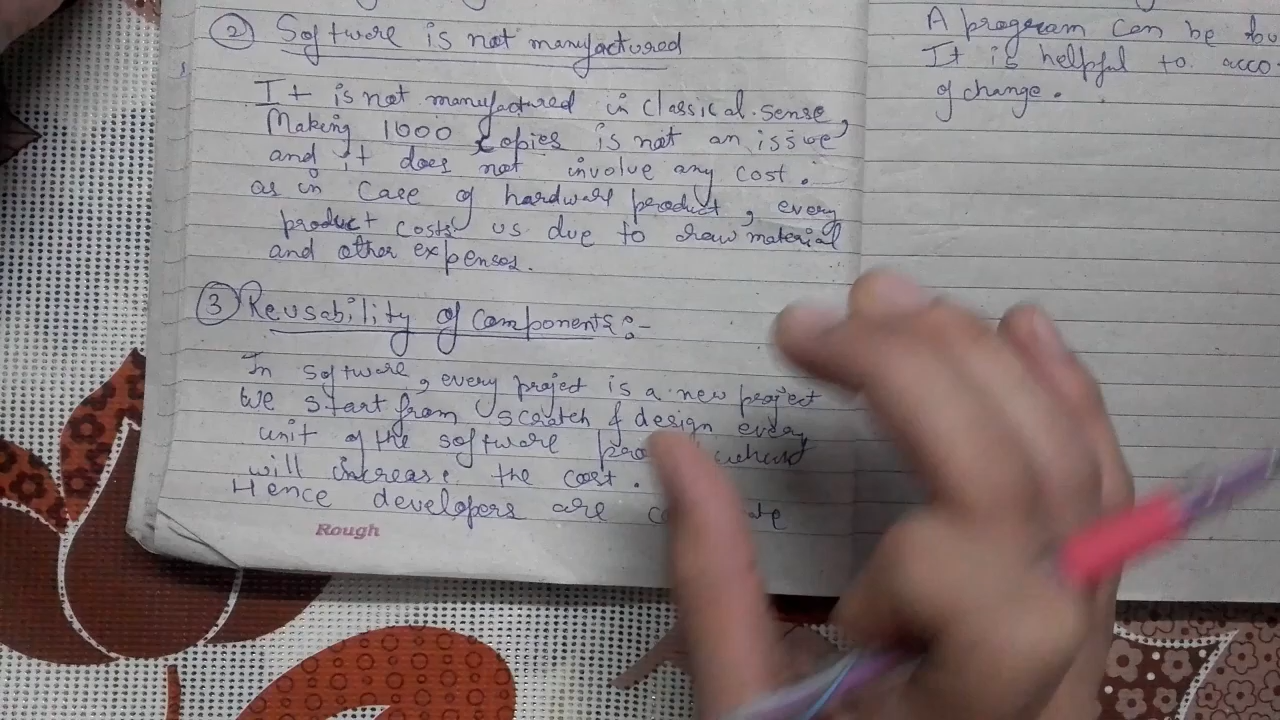 ② Software is not manufactured
It is not manufactured in classical sense,
Making 1000 copies is not an issue
and it does not involve any cost.
as in case of hardware product, every
product costs us due to raw material
and other expenses.
③ Reusability of components:-
In software, every project is a new project
We start from scratch & design every
unit of the software
will increase the cost.
Hence developers are
Rough
A program can be
It is helpful to
of change.